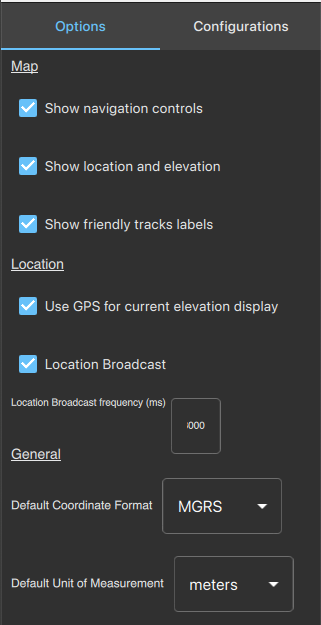 Options Configurations
Map
Show navigation controls
Show location and elevation
Show friendly tracks labels
Location
Use GPS for current elevation display
Location Broadcast
Location Broadcast frequency (ms)
000
General
Default Coordinate Format MGRS
Default Unit of Measurement meters